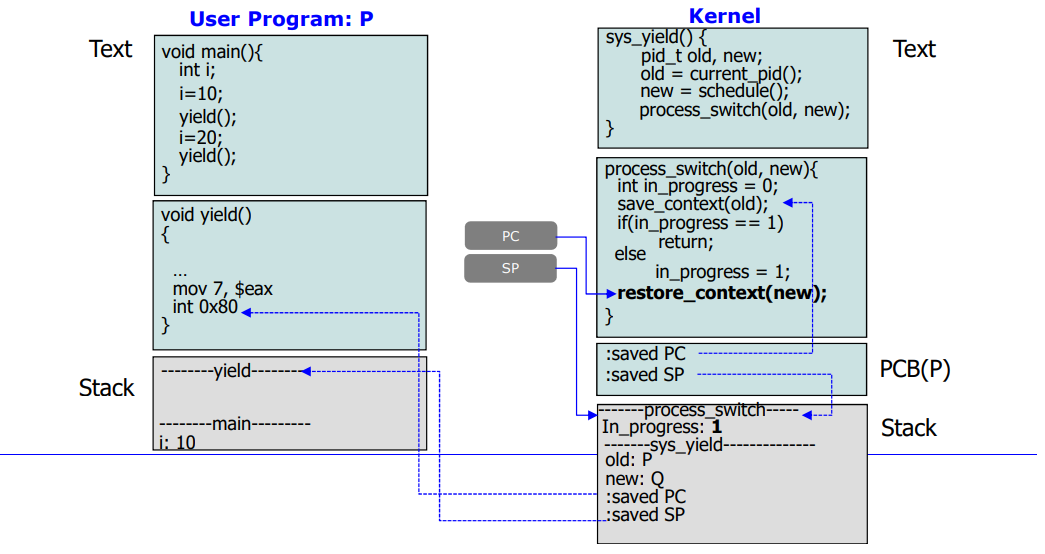 User Program: P
Text
void main(){
int i;
i=10;
yield();
i=20;
yield();
}
void yield()
{
...
mov 7, $eax
int 0x80
}
Stack
--------yield--------
--------main---------
i: 10
PC
SP
Kernel
Text
sys_yield() {
pid_t old, new;
old = current_pid();
new = schedule();
process_switch(old, new);
}
process_switch(old, new){
int in_progress = 0;
save_context(old);
if(in_progress == 1)
return;
else
in_progress = 1;
restore_context(new);
}
:saved PC
:saved SP
PCB(P)
-------process_switch-----
In_progress: 1
-------sys_yield--------------
old: P
new: Q
:saved PC
:saved SP
Stack